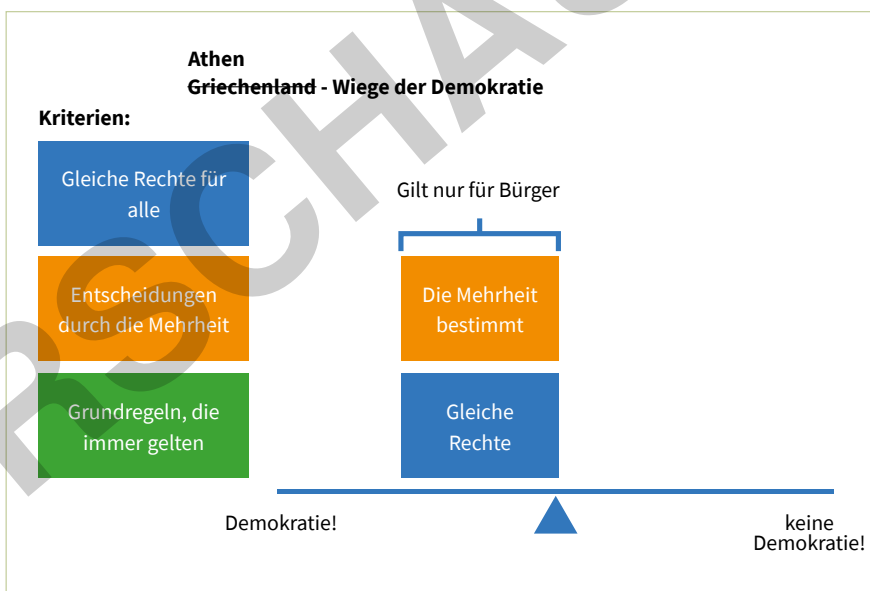 Athen
Griechenland - Wiege der Demokratie
Kriterien:
Gleiche Rechte für
alle
Entscheidungen
durch die Mehrheit
Grundregeln, die
immer gelten
Gilt nur für Bürger
Die Mehrheit
bestimmt
Gleiche
Rechte
Demokratie!
keine
Demokratie!
RSCHA